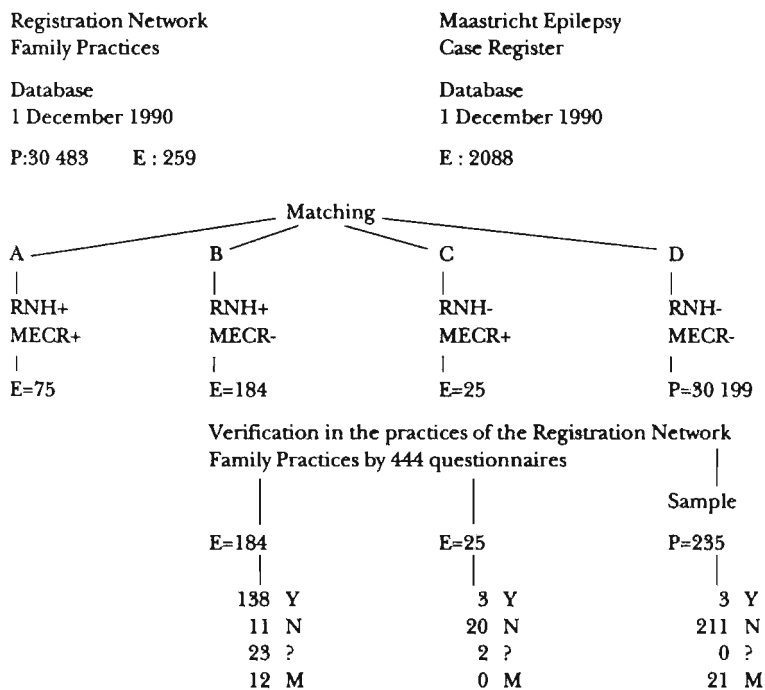 Registration Network Maastricht Epilepsy
Family Practices Case Register
Database Database
1 December 1990 1 December 1990
P:30 483 E : 259 E : 2088
Matching
A B C D
RNH+ RNH+ RNH- RNH-
MECR+ MECR- MECR+ MECR-
E=75 E=184 E=25 P=30 199
Verification in the practices of the Registration Network
Family Practices by 444 questionnaires
Sample
E=184 E=25 P=235
138 Y 3 Y 3 Y
11 N 20 N 211 N
23 ? 2 ? 0 ?
12 M 0 M 21 M